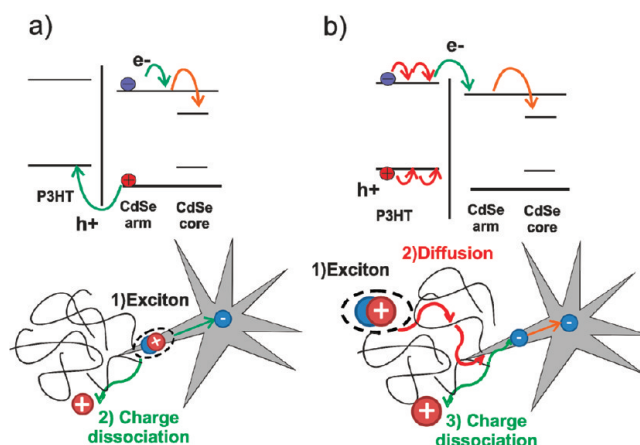 a)
e-
P3HT
h+
CdSe
arm
CdSe
core
1)Exciton
+
-
2) Charge
dissociation
b)
e-
h+
P3HT
CdSe
arm
CdSe
core
2)Diffusion
1)Exciton
+
-
-
+
3) Charge
dissociation